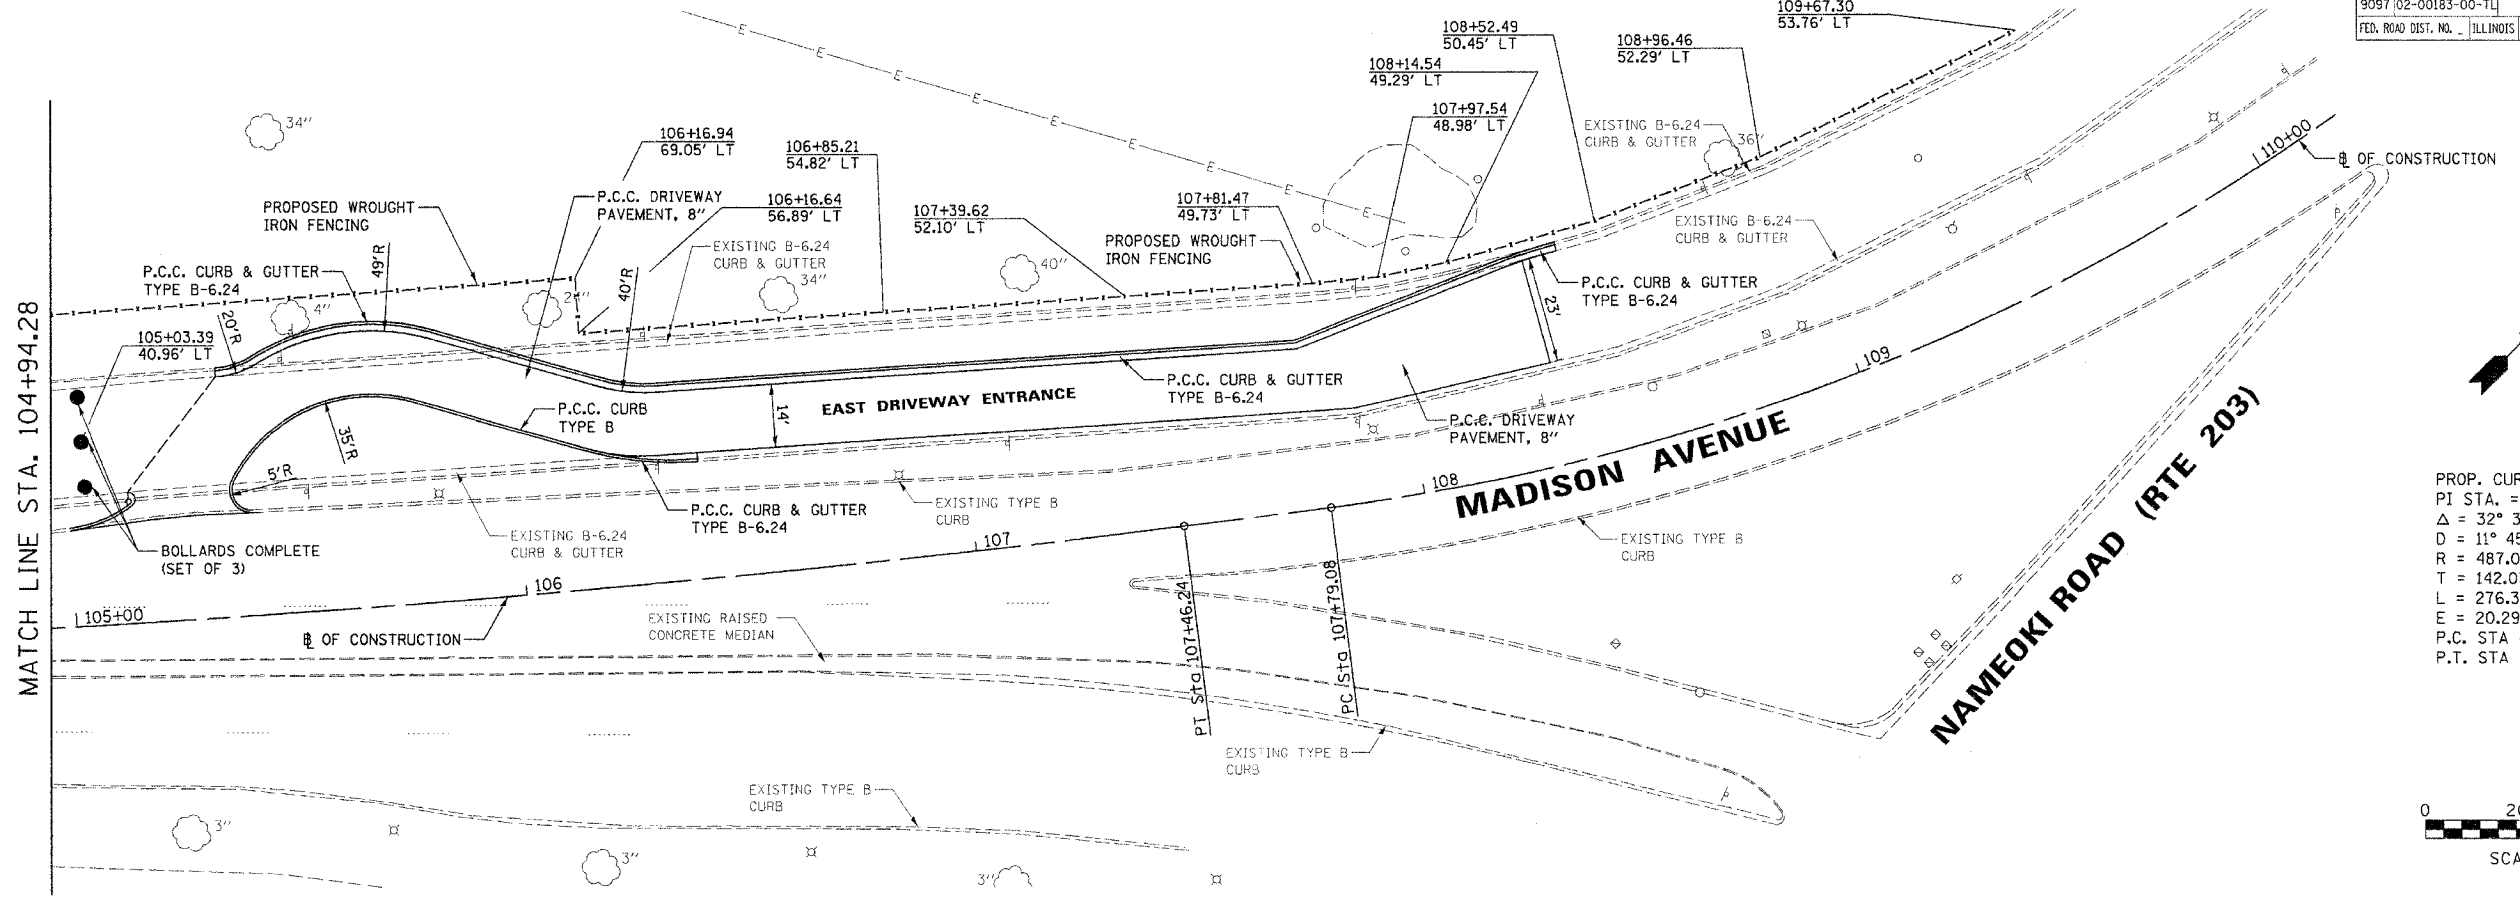 9097 02-00183-00-TL
FED. ROAD DIST. NO. _ ILLINOIS
109+67.30
53.76' LT
108+52.49
50.45' LT
108+96.46
52.29' LT
108+14.54
49.29' LT
107+97.54
48.98' LT
EXISTING B-6.24
CURB & GUTTER
36"
110+00
℄ OF CONSTRUCTION
34"
106+16.94
69.05' LT
106+85.21
54.82' LT
PROPOSED WROUGHT
IRON FENCING
P.C.C. DRIVEWAY
PAVEMENT, 8"
106+16.64
56.89' LT
107+39.62
52.10' LT
107+81.47
49.73' LT
PROPOSED WROUGHT
IRON FENCING
EXISTING B-6.24
CURB & GUTTER
EXISTING B-6.24
CURB & GUTTER
P.C.C. CURB & GUTTER
TYPE B-6.24
49'R
40'R
34"
40"
4"
20'R
P.C.C. CURB & GUTTER
TYPE B-6.24
23'
105+03.39
40.96' LT
MATCH LINE STA. 104+94.28
P.C.C. CURB & GUTTER
TYPE B-6.24
EAST DRIVEWAY ENTRANCE
14'
P.C.C. CURB
TYPE B
35'R
5'R
P.C.C. DRIVEWAY
PAVEMENT, 8"
109
108
MADISON AVENUE
NAMEOKI ROAD (RTE 203)
EXISTING TYPE B
CURB
P.C.C. CURB & GUTTER
TYPE B-6.24
EXISTING B-6.24
CURB & GUTTER
EXISTING TYPE B
CURB
BOLLARDS COMPLETE
(SET OF 3)
107
106
105+00
℄ OF CONSTRUCTION
EXISTING RAISED
CONCRETE MEDIAN
PT Sta 107+46.24
PC Sta 107+79.08
EXISTING TYPE B
CURB
EXISTING TYPE B
CURB
3"
3"
3"
PROP. CUR
PI STA. =
Δ = 32° 3
D = 11° 45
R = 487.0
T = 142.0
L = 276.3
E = 20.29
P.C. STA
P.T. STA
0 20
SCA
E E E E E E E E E